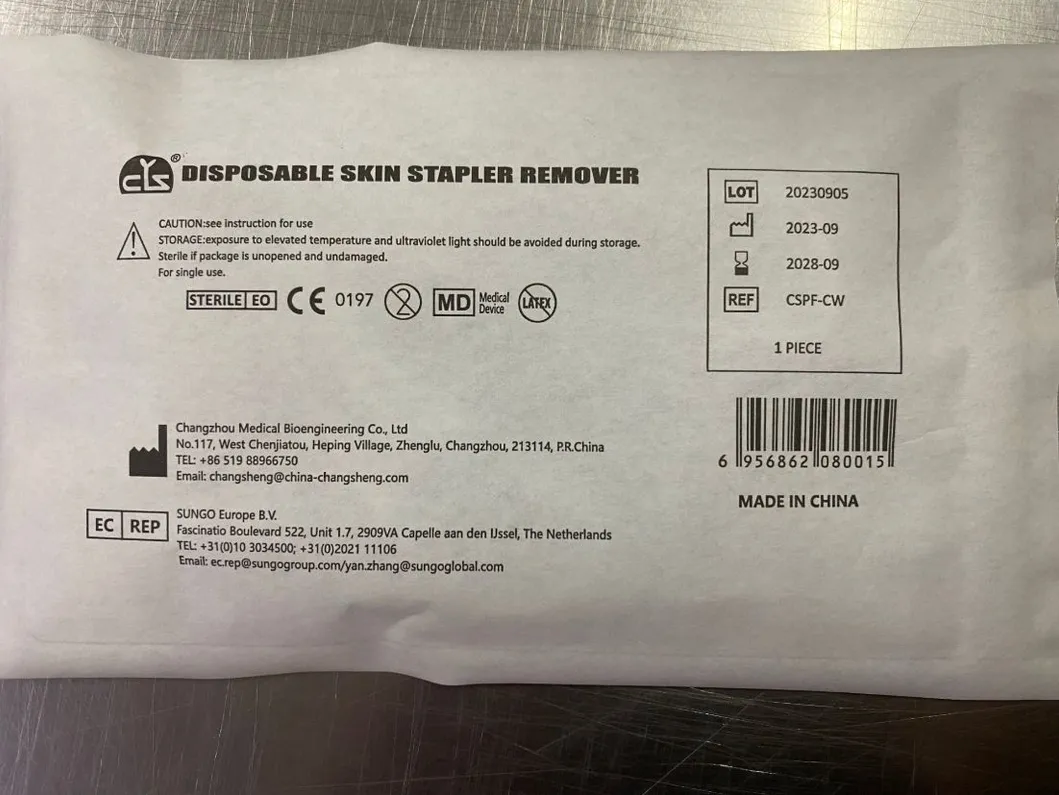 CYS® DISPOSABLE SKIN STAPLER REMOVER
CAUTION:see instruction for use
STORAGE:exposure to elevated temperature and ultraviolet light should be avoided during storage.
Sterile if package is unopened and undamaged.
For single use.
STERILE EO CE 0197 2 MD Medical Device LATEX
LOT 20230905
2023-09
2028-09
REF CSPF-CW
1 PIECE
Changzhou Medical Bioengineering Co., Ltd
No.117, West Chenjiatou, Heping Village, Zhenglu, Changzhou, 213114, P.R.China
TEL: +86 519 88966750
Email: changsheng@china-changsheng.com
6 956862 080015
MADE IN CHINA
EC REP
SUNGO Europe B.V.
Fascinatio Boulevard 522, Unit 1.7, 2909VA Capelle aan den IJssel, The Netherlands
TEL: +31(0)10 3034500; +31(0)2021 11106
Email: ec.rep@sungogroup.com/yan.zhang@sungoglobal.com